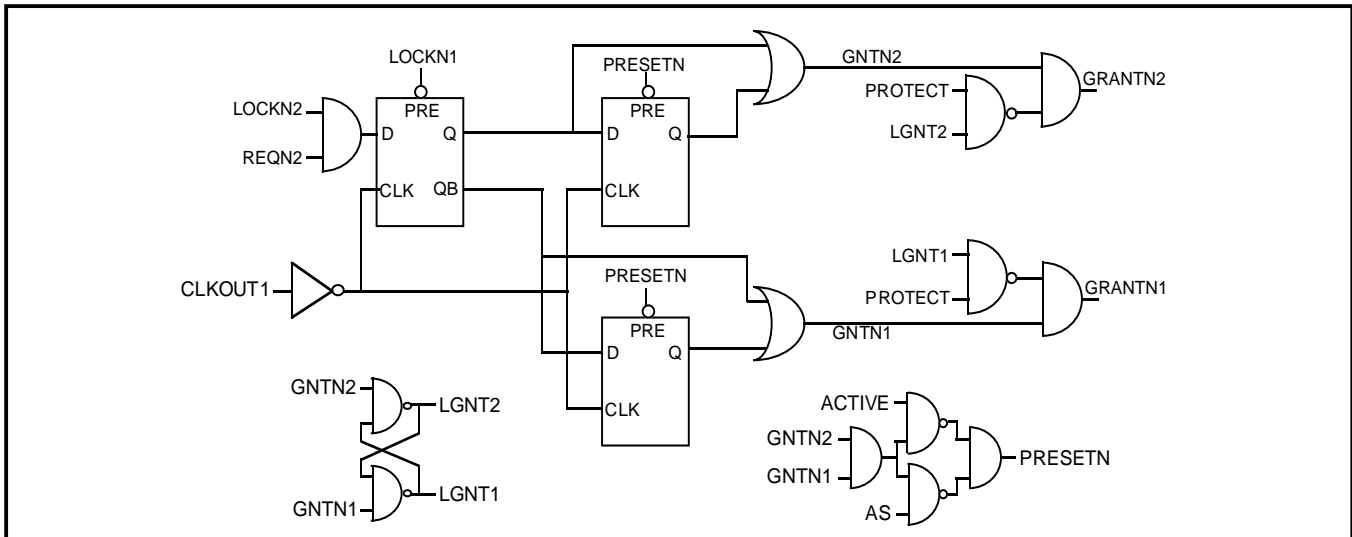 LOCKN1
PRESETN
GNTN2
GRANTN2
PROTECT
LGNT2
LOCKN2
REQN2
PRE
D
Q
CLK
QB
PRE
D
Q
CLK
CLKOUT1
PRESETN
PRE
D
Q
CLK
LGNT1
PROTECT
GRANTN1
GNTN1
GNTN2
LGNT2
GNTN1
LGNT1
ACTIVE
GNTN2
GNTN1
AS
PRESETN